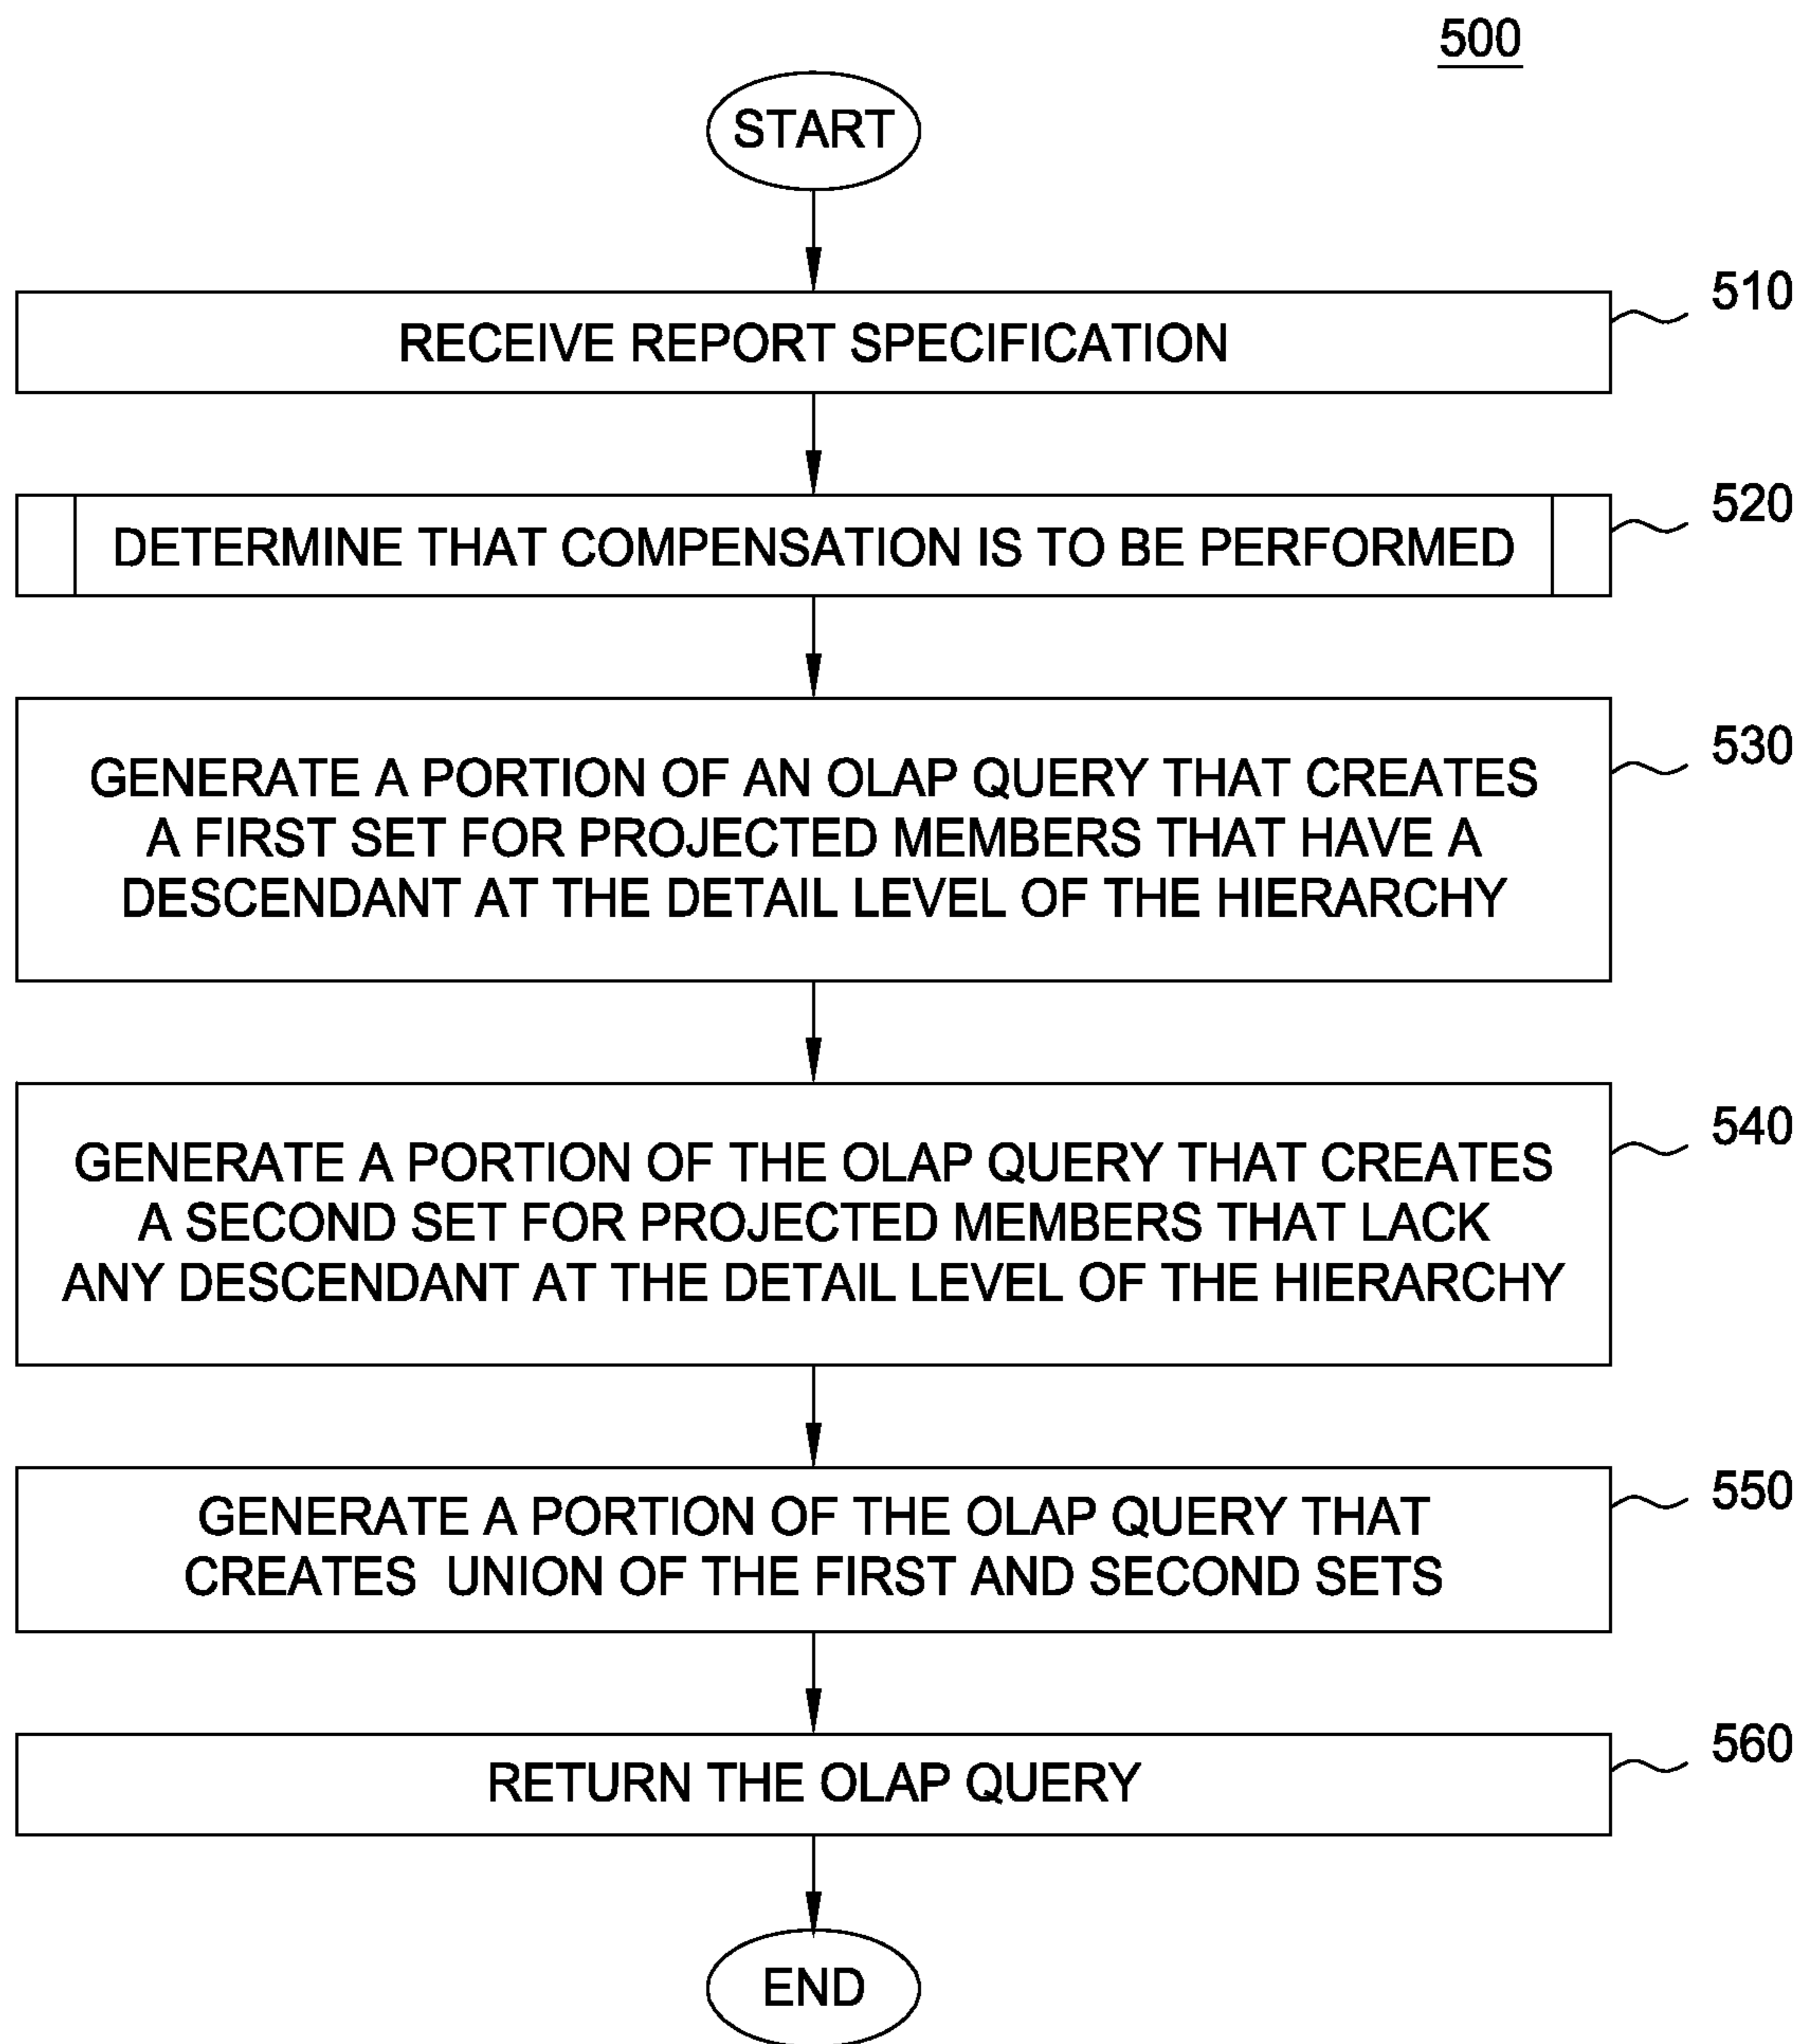 500
START
510
RECEIVE REPORT SPECIFICATION
520
DETERMINE THAT COMPENSATION IS TO BE PERFORMED
530
GENERATE A PORTION OF AN OLAP QUERY THAT CREATES
A FIRST SET FOR PROJECTED MEMBERS THAT HAVE A
DESCENDANT AT THE DETAIL LEVEL OF THE HIERARCHY
540
GENERATE A PORTION OF THE OLAP QUERY THAT CREATES
A SECOND SET FOR PROJECTED MEMBERS THAT LACK
ANY DESCENDANT AT THE DETAIL LEVEL OF THE HIERARCHY
550
GENERATE A PORTION OF THE OLAP QUERY THAT
CREATES UNION OF THE FIRST AND SECOND SETS
560
RETURN THE OLAP QUERY
END